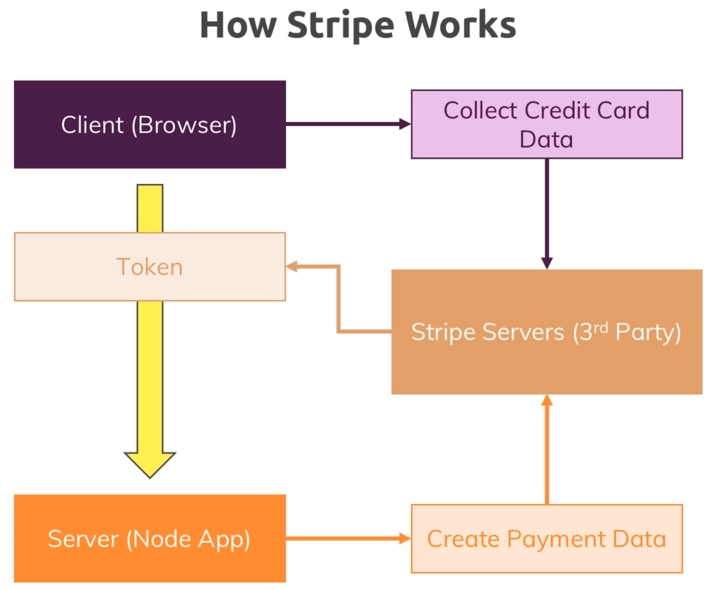 How Stripe Works
Client (Browser)
Collect Credit Card
Data
Token
Stripe Servers (3rd Party)
Server (Node App)
Create Payment Data